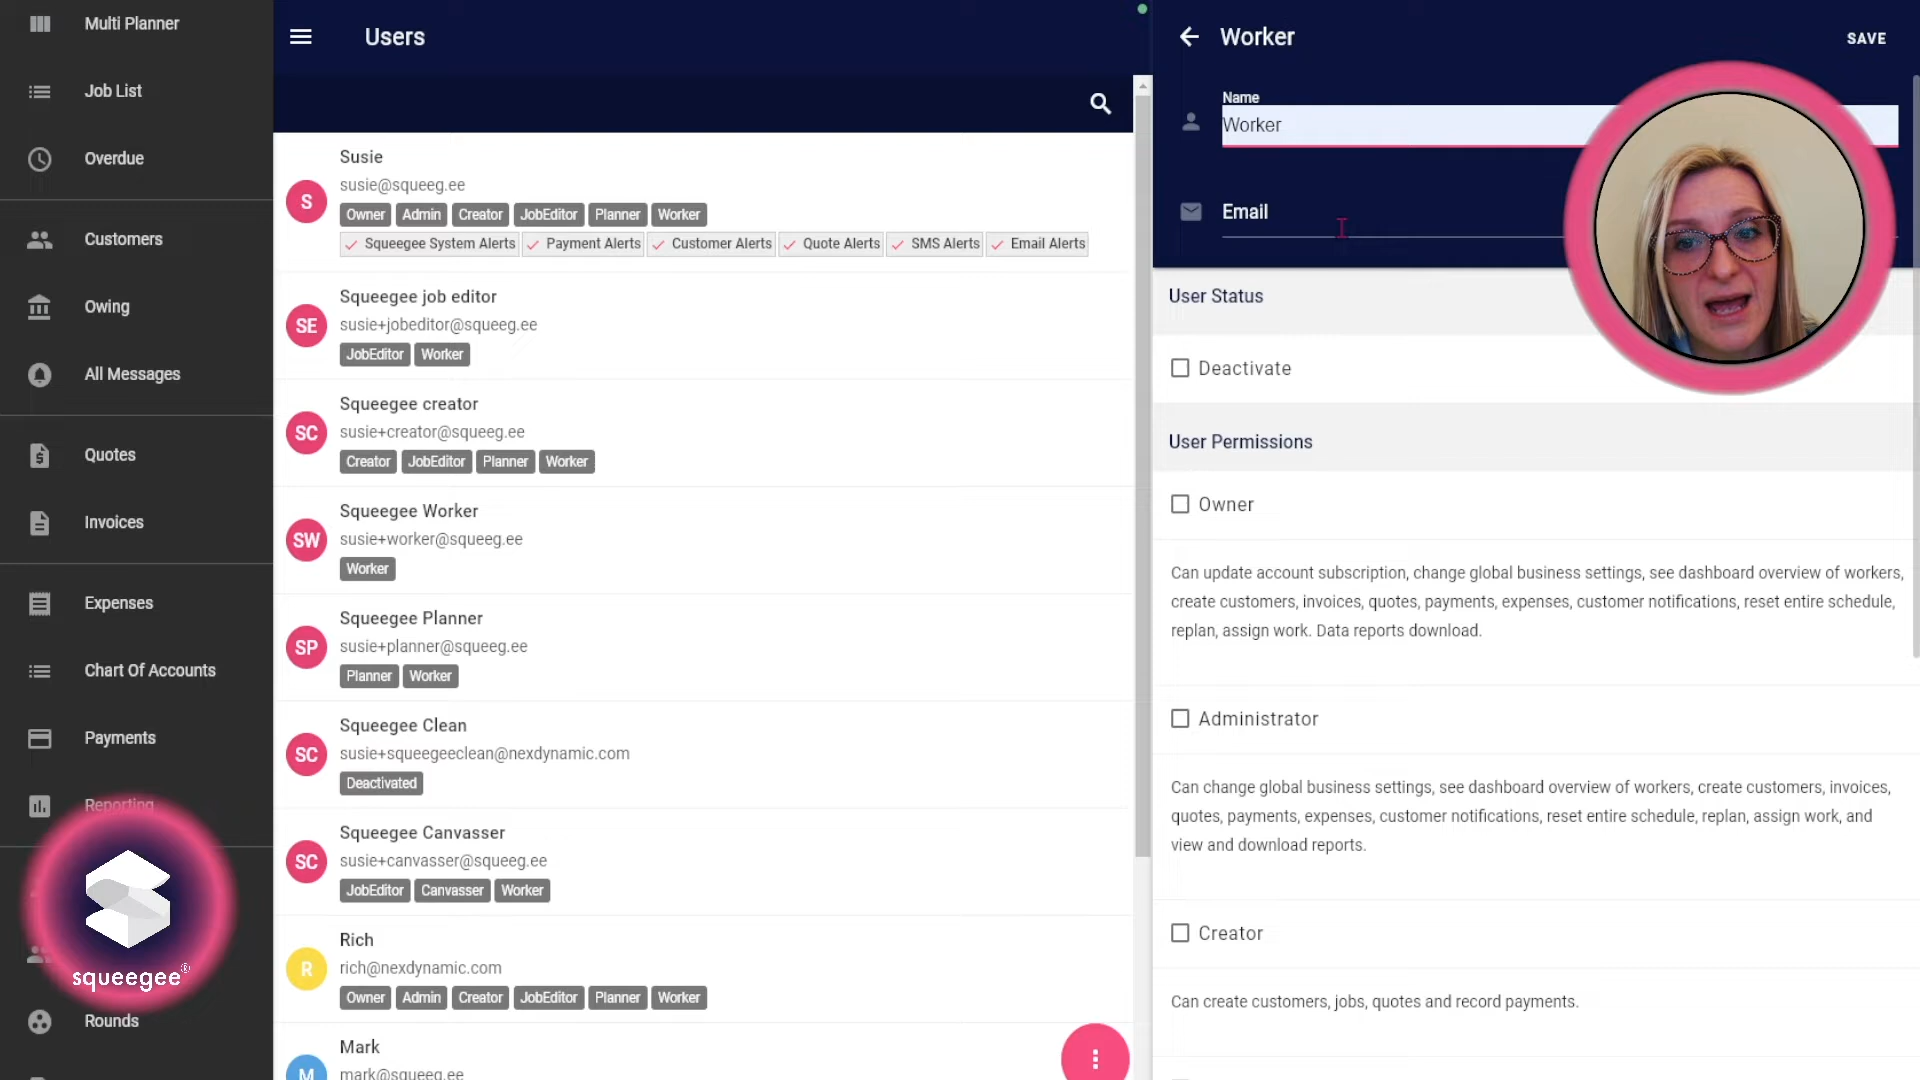 Multi Planner
Job List
Overdue
Customers
Owing
All Messages
Quotes
Invoices
Expenses
Chart Of Accounts
Payments
Reporting
squeegee®
Rounds
Users
S
Susie
susie@squeeg.ee
Owner Admin Creator JobEditor Planner Worker
Squeegee System Alerts Payment Alerts Customer Alerts Quote Alerts SMS Alerts Email Alerts
SE
Squeegee job editor
susie+jobeditor@squeeg.ee
JobEditor Worker
SC
Squeegee creator
susie+creator@squeeg.ee
Creator JobEditor Planner Worker
SW
Squeegee Worker
susie+worker@squeeg.ee
Worker
SP
Squeegee Planner
susie+planner@squeeg.ee
Planner Worker
SC
Squeegee Clean
susie+squeegeeclean@nexdynamic.com
Deactivated
SC
Squeegee Canvasser
susie+canvasser@squeeg.ee
JobEditor Canvasser Worker
R
Rich
rich@nexdynamic.com
Owner Admin Creator JobEditor Planner Worker
M
Mark
mark@squeeg.ee
Worker
SAVE
Name
Worker
Email
User Status
Deactivate
User Permissions
Owner
Can update account subscription, change global business settings, see dashboard overview of workers,
create customers, invoices, quotes, payments, expenses, customer notifications, reset entire schedule,
replan, assign work. Data reports download.
Administrator
Can change global business settings, see dashboard overview of workers, create customers, invoices,
quotes, payments, expenses, customer notifications, reset entire schedule, replan, assign work, and
view and download reports.
Creator
Can create customers, jobs, quotes and record payments.